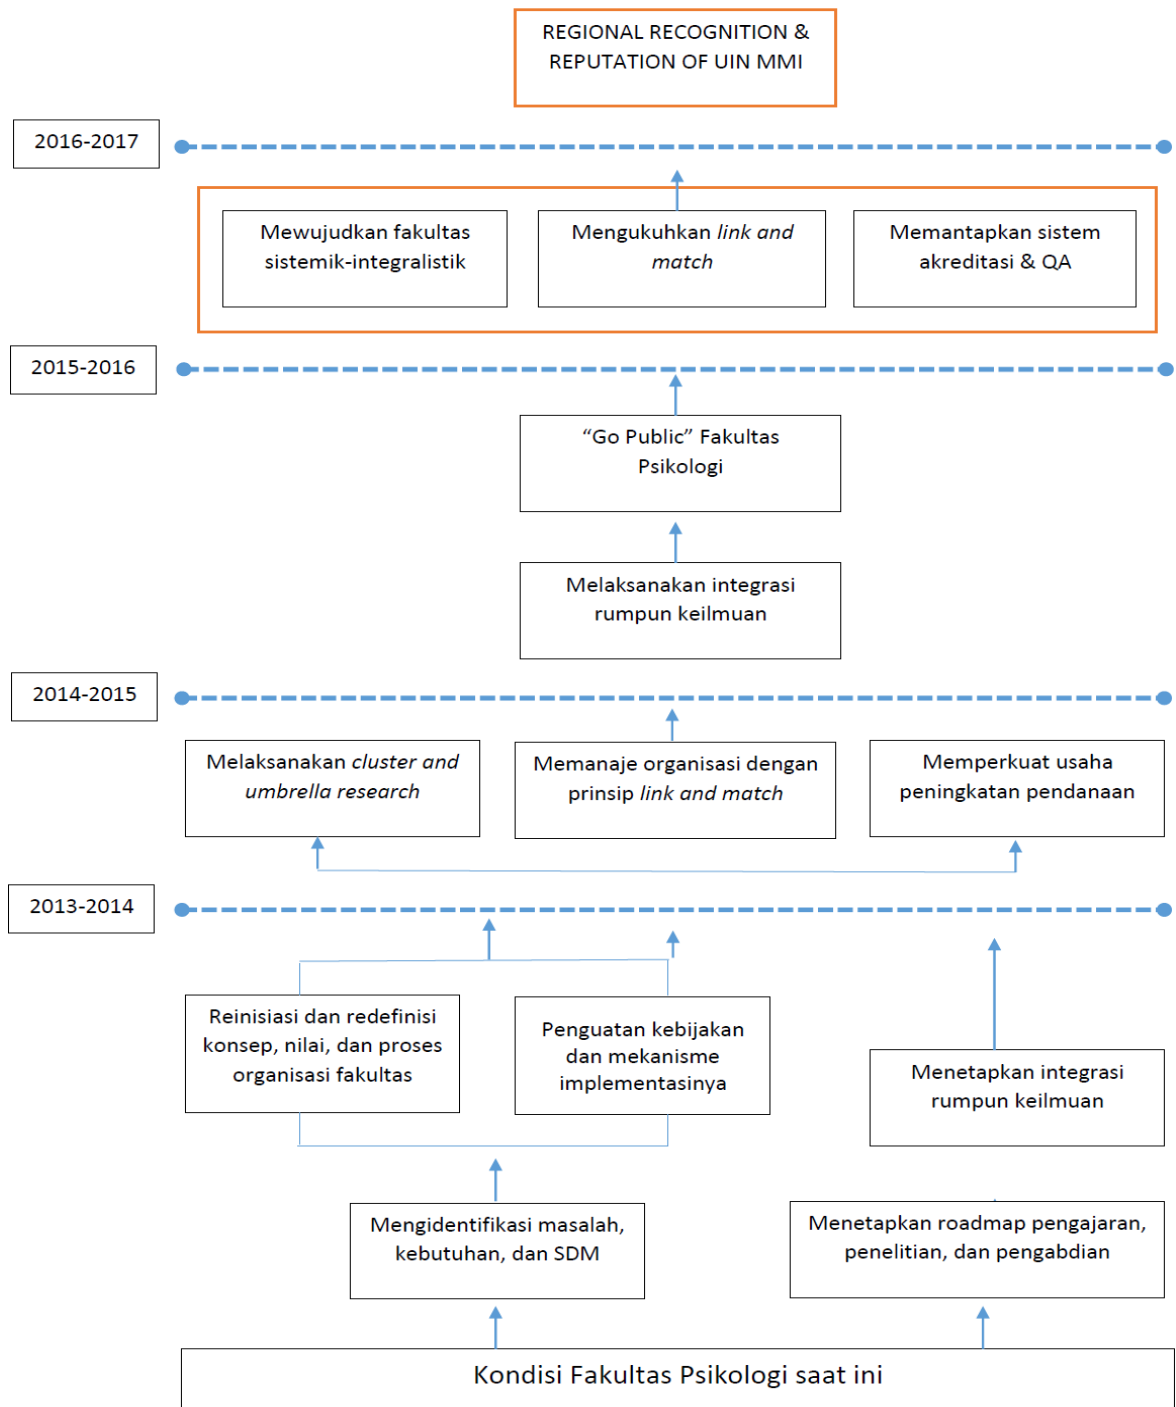 REGIONAL RECOGNITION &
REPUTATION OF UIN MMI
2016-2017
Mewujudkan fakultas
sistemik-integralistik
Mengukuhkan link and
match
Memantapkan sistem
akreditasi & QA
2015-2016
“Go Public” Fakultas
Psikologi
Melaksanakan integrasi
rumpun keilmuan
2014-2015
Melaksanakan cluster and
umbrella research
Memanaje organisasi dengan
prinsip link and match
Memperkuat usaha
peningkatan pendanaan
2013-2014
Reinisiasi dan redefinisi
konsep, nilai, dan proses
organisasi fakultas
Penguatan kebijakan
dan mekanisme
implementasinya
Menetapkan integrasi
rumpun keilmuan
Mengidentifikasi masalah,
kebutuhan, dan SDM
Menetapkan roadmap pengajaran,
penelitian, dan pengabdian
Kondisi Fakultas Psikologi saat ini